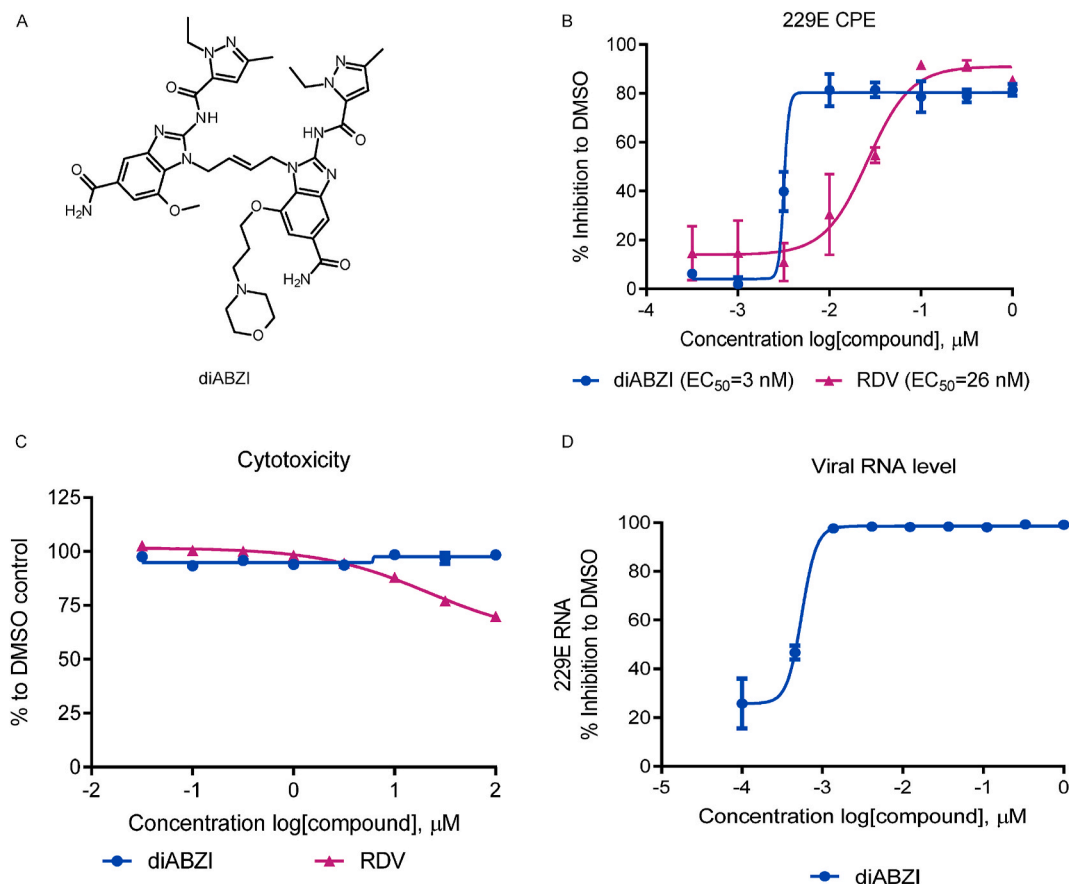 A
N
N
O
NH
N
N
O
H₂N
O
N
N
O
NH
N
N
O
O
H₂N
N
O
diABZI
B
229E CPE
% Inhibition to DMSO
100
80
60
40
20
0
-4
-3
-2
-1
0
Concentration log[compound], μM
diABZI (EC₅₀=3 nM)
RDV (EC₅₀=26 nM)
C
Cytotoxicity
% to DMSO control
125
100
75
50
25
0
-2
-1
0
1
2
Concentration log[compound], μM
diABZI
RDV
D
Viral RNA level
229E RNA
% Inhibition to DMSO
100
80
60
40
20
0
-5
-4
-3
-2
-1
0
Concentration log[compound], μM
diABZI